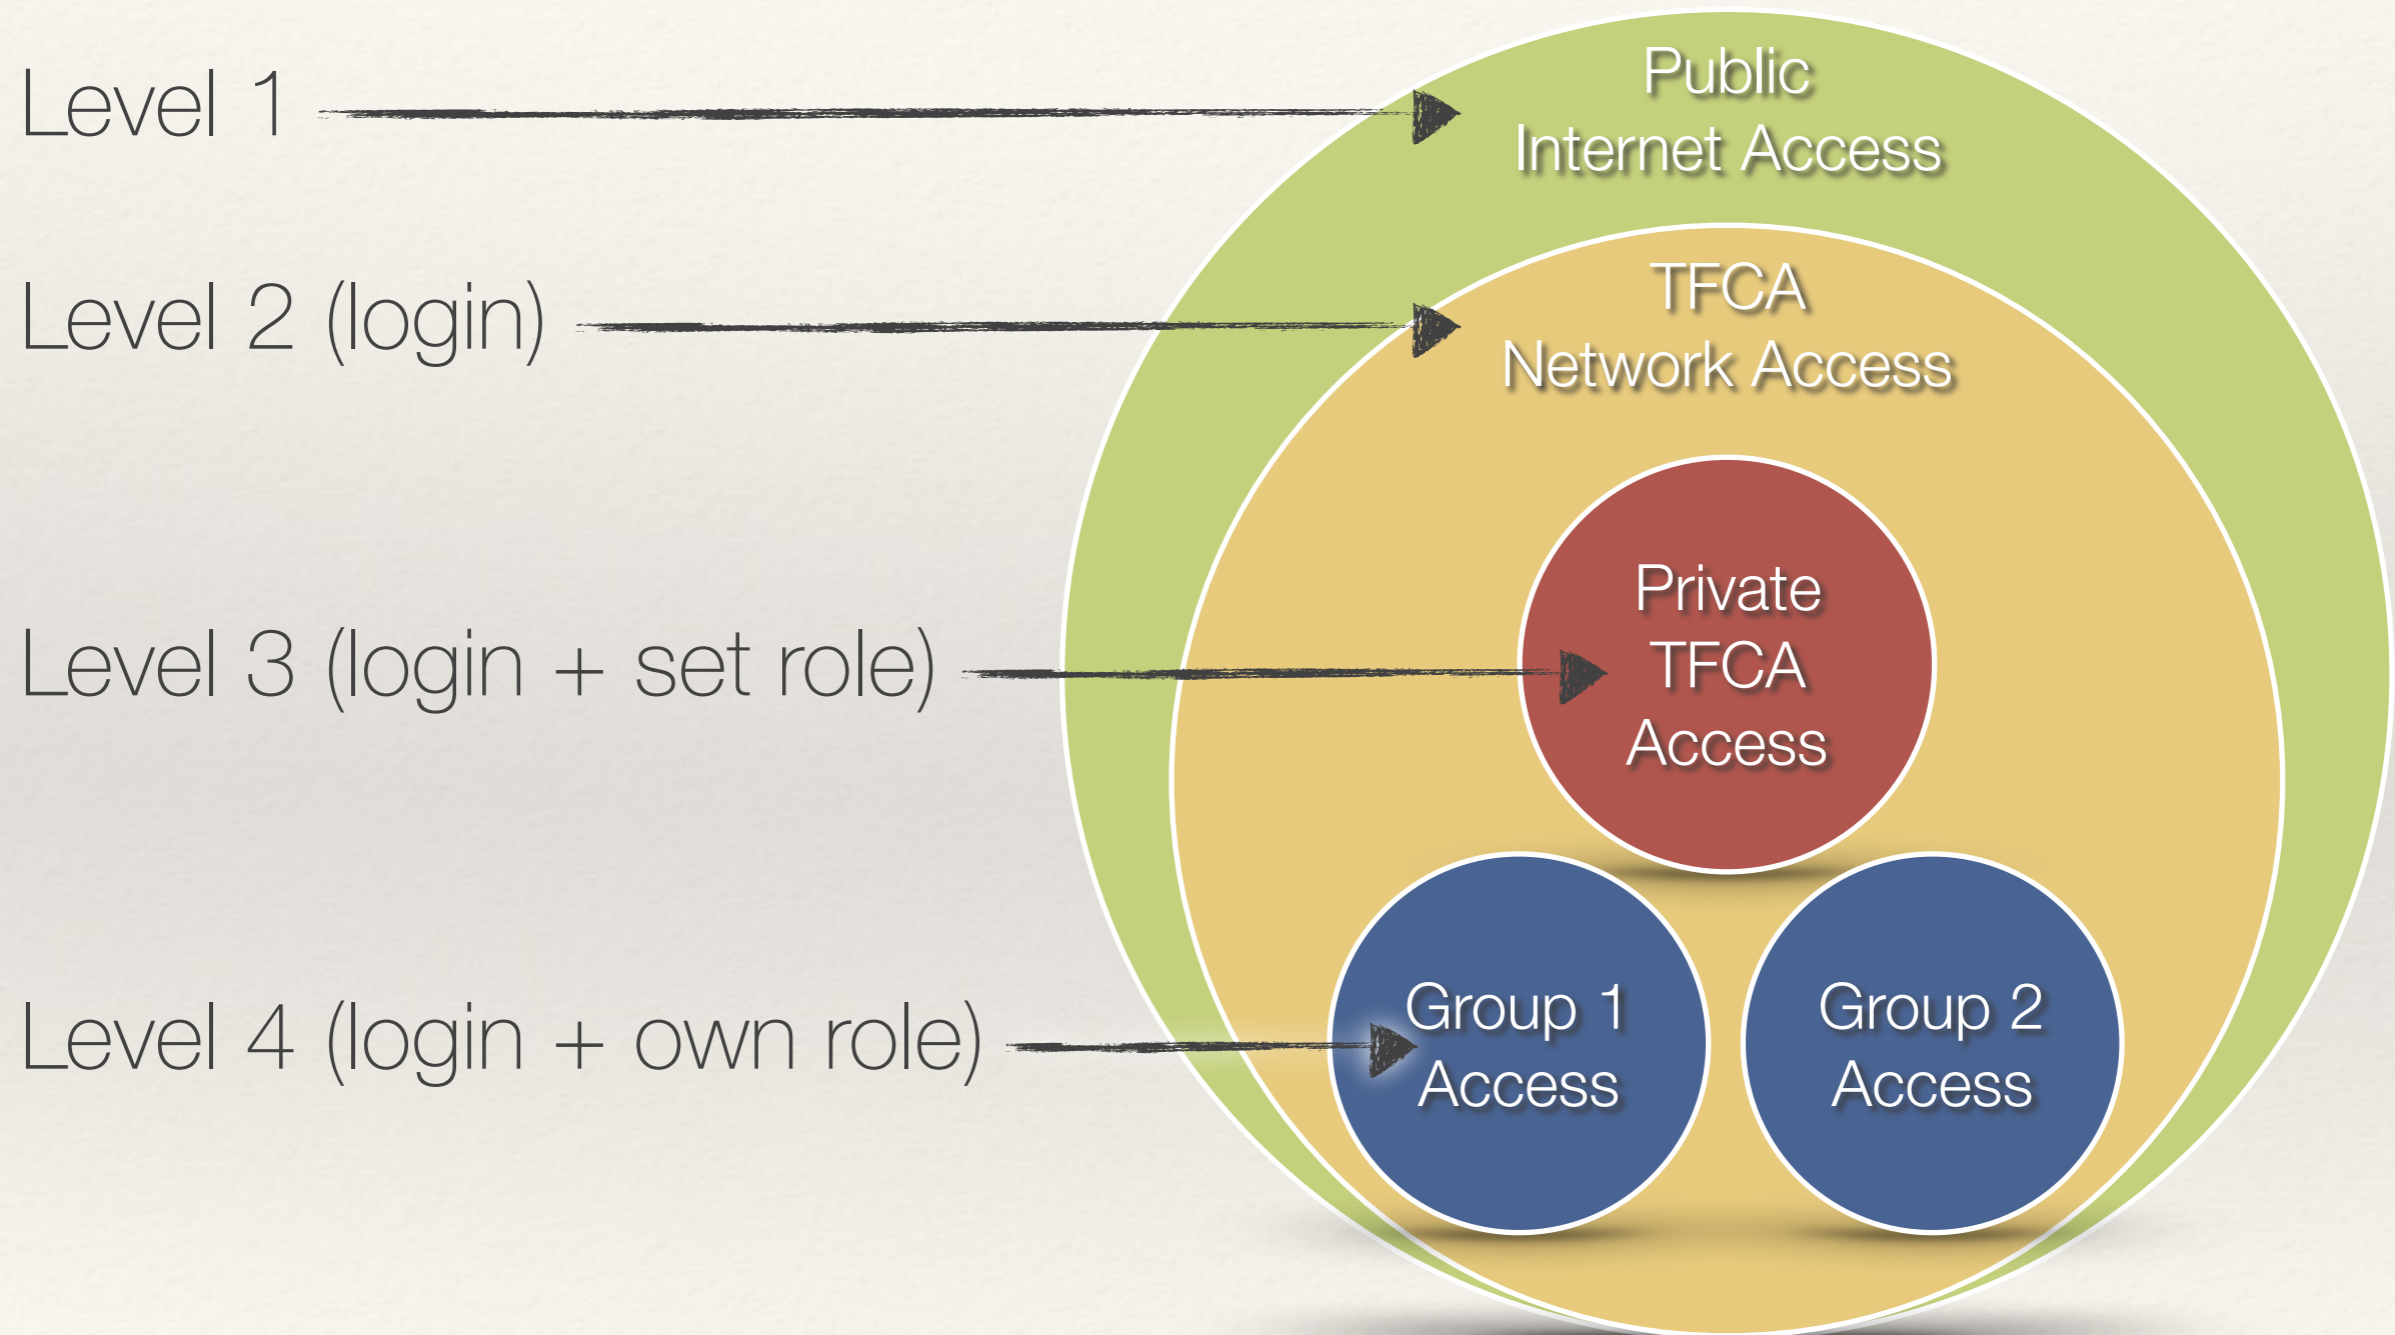 Level 1
Public
Internet Access
Level 2 (login)
TFCA
Network Access
Level 3 (login + set role)
Private
TFCA
Access
Level 4 (login + own role)
Group 1
Access
Group 2
Access